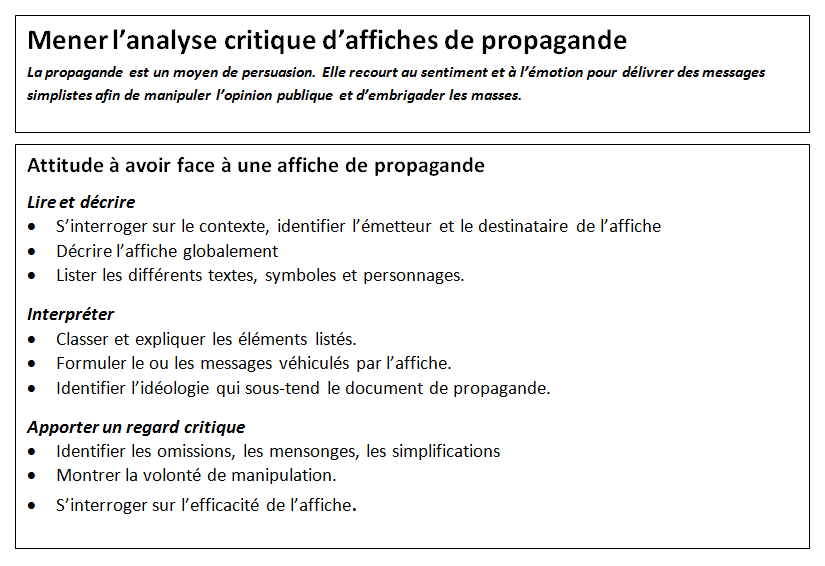 Mener l’analyse critique d’affiches de propagande
La propagande est un moyen de persuasion. Elle recourt au sentiment et à l’émotion pour délivrer des messages
simplistes afin de manipuler l’opinion publique et d’embrigader les masses.
Attitude à avoir face à une affiche de propagande
Lire et décrire
• S’interroger sur le contexte, identifier l’émetteur et le destinataire de l’affiche
• Décrire l’affiche globalement
• Lister les différents textes, symboles et personnages.
Interpréter
• Classer et expliquer les éléments listés.
• Formuler le ou les messages véhiculés par l’affiche.
• Identifier l’idéologie qui sous-tend le document de propagande.
Apporter un regard critique
• Identifier les omissions, les mensonges, les simplifications
• Montrer la volonté de manipulation.
• S’interroger sur l’efficacité de l’affiche.